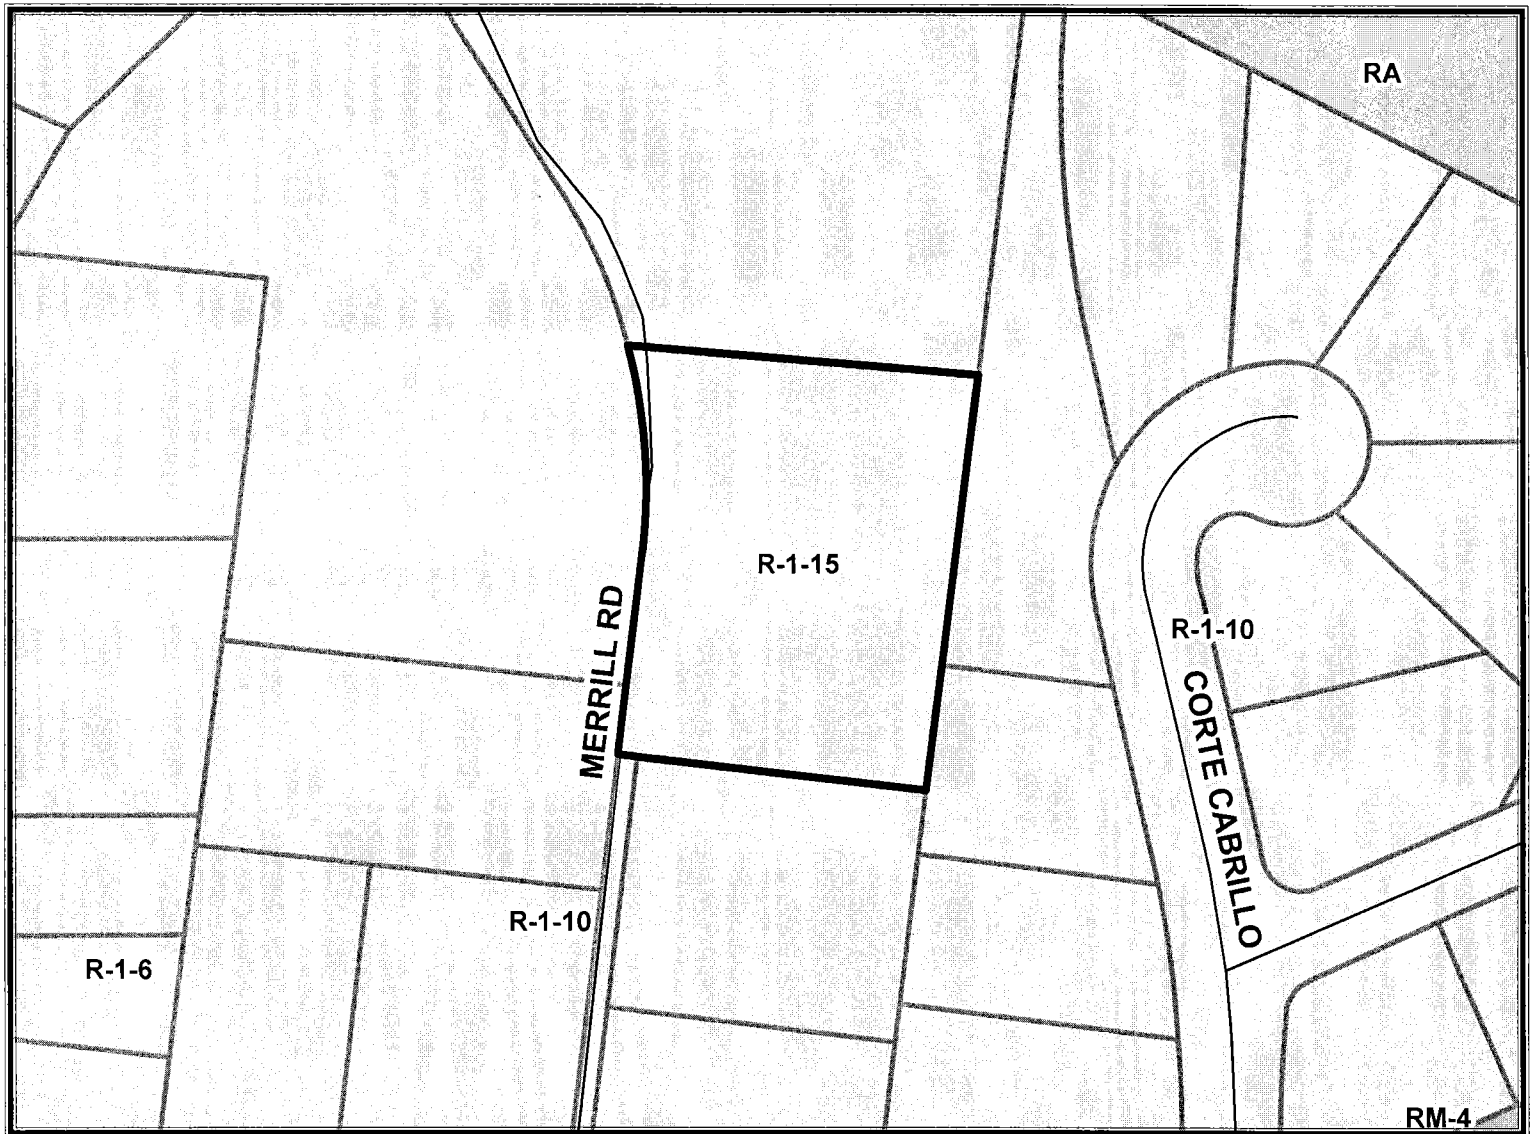 RA
R-1-15
MERRILL RD
R-1-10
CORTE CABRILLO
R-1-10
R-1-6
RM-4